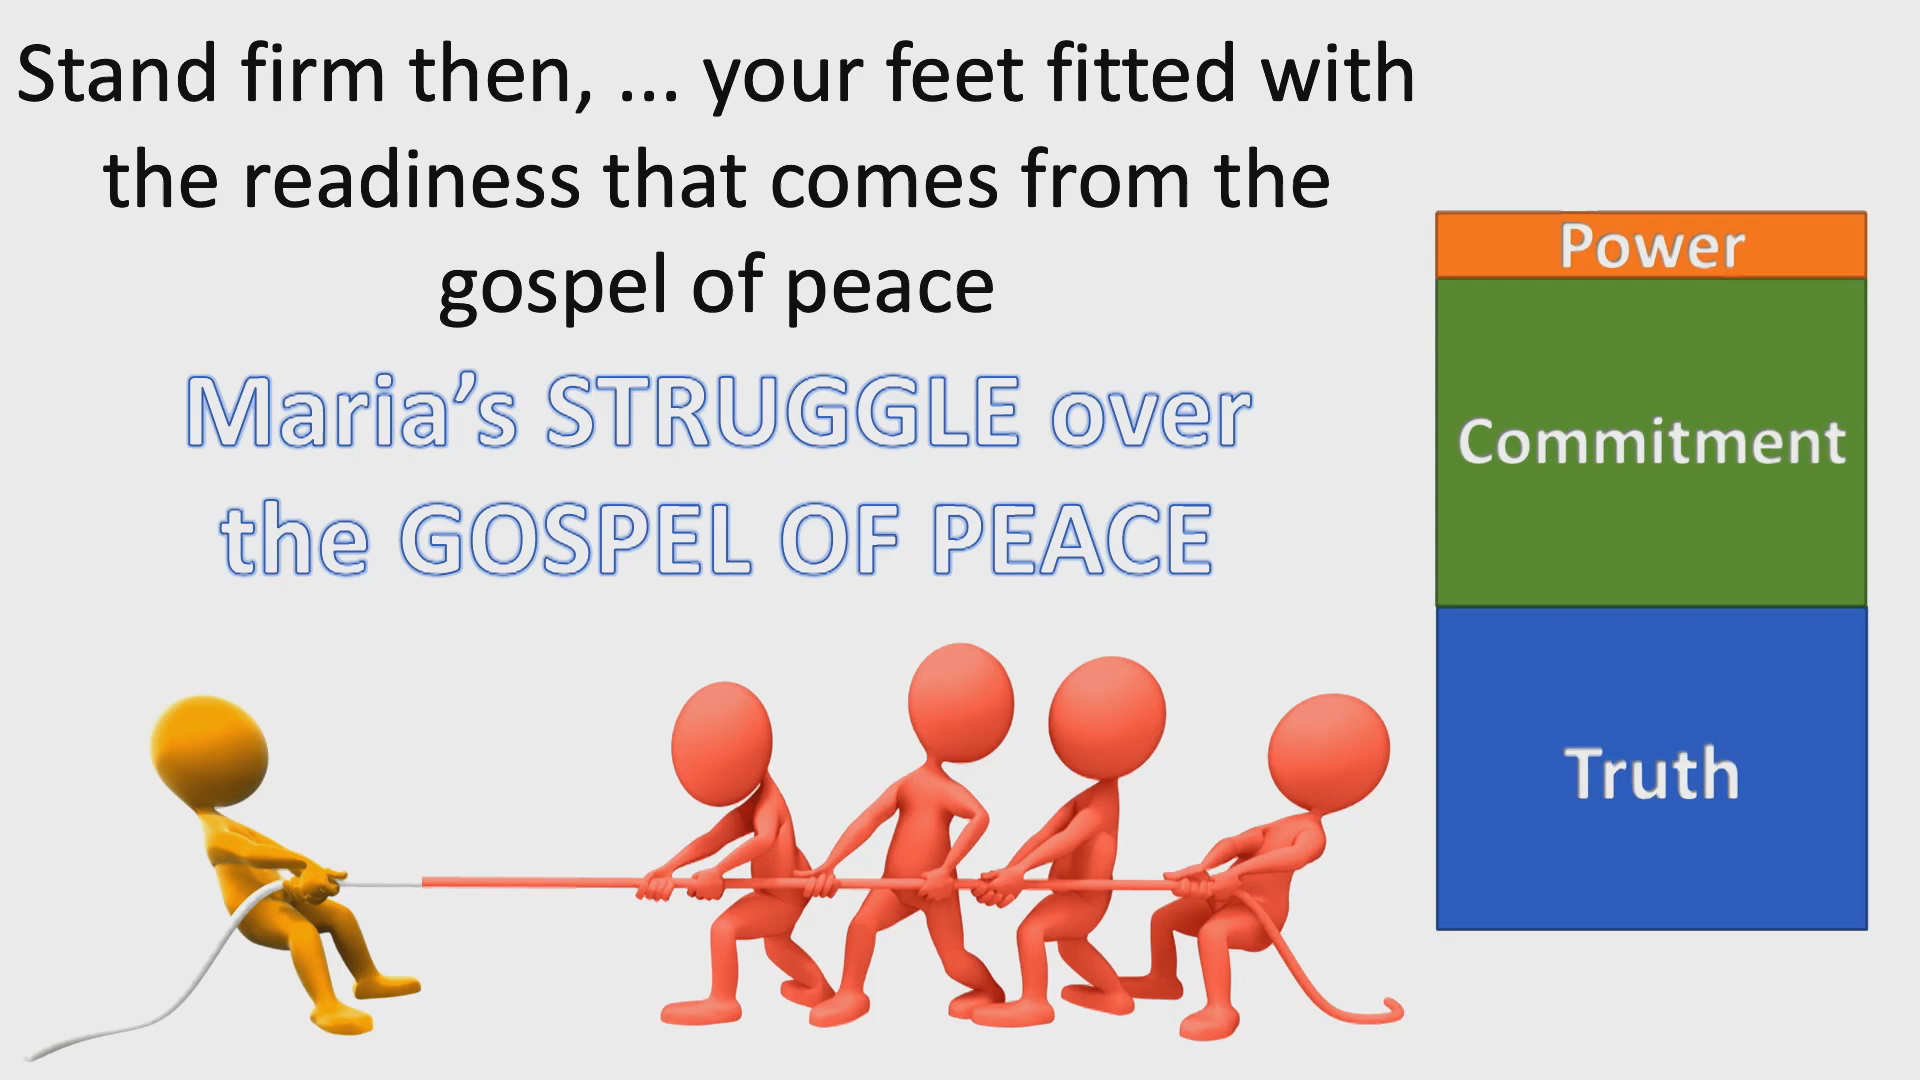 Stand firm then, ... your feet fitted with
the readiness that comes from the
gospel of peace
Maria’s STRUGGLE over
the GOSPEL OF PEACE
Power
Commitment
Truth